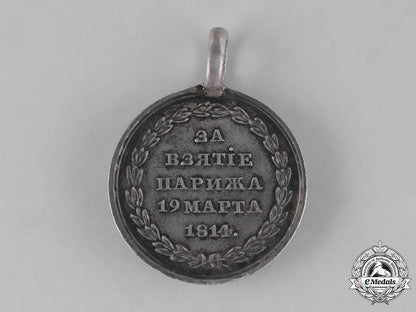 ЗА
ВЗЯТІЕ
ПАРИЖА
19 МАРТА
1814.
eMedals